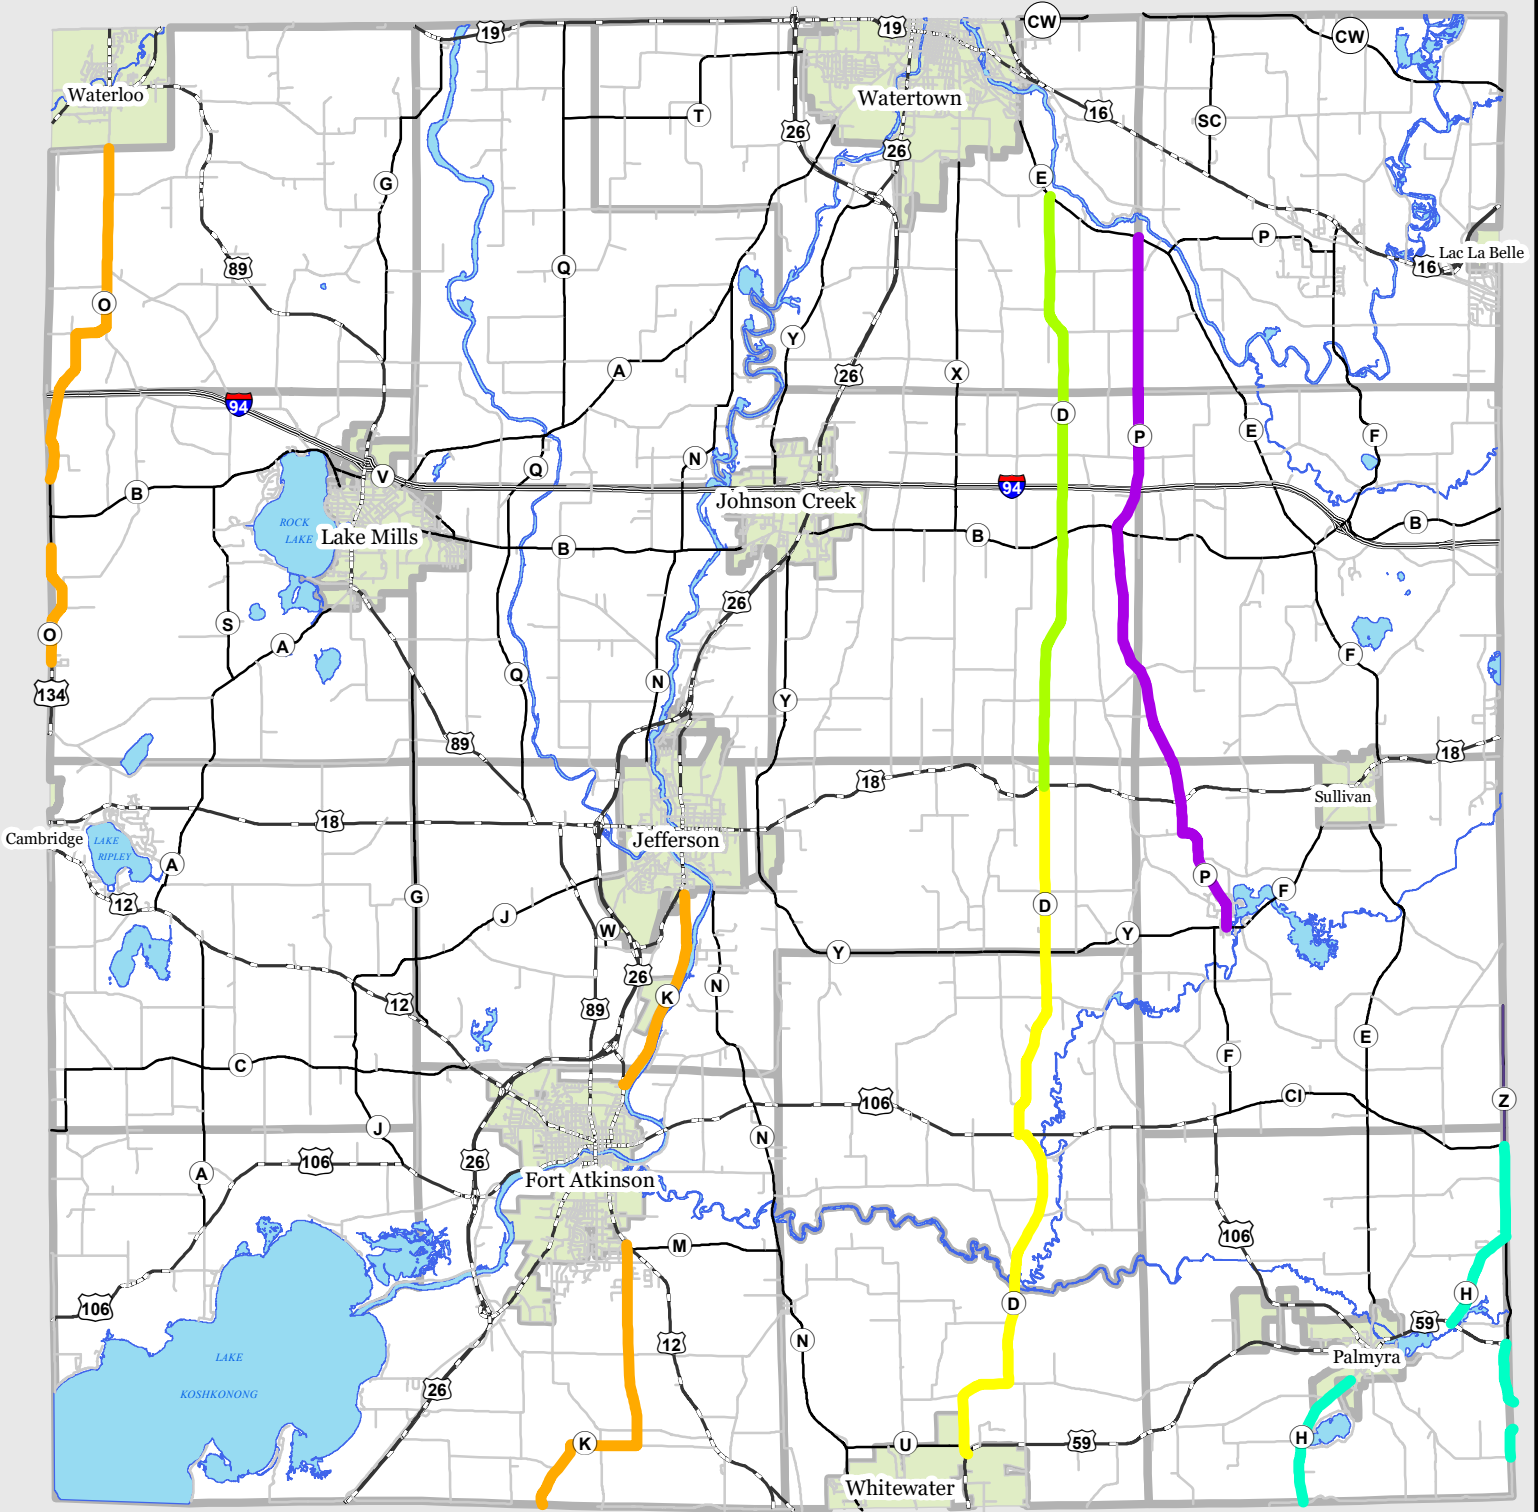 19
19
CW
CW
Waterloo
Watertown
T
26
16
SC
26
G
E
P
Lac La Belle
16
89
Q
O
Y
A
26
X
94
D
P
E
F
N
Q
V
B
94
Johnson Creek
ROCK
LAKE
Lake Mills
B
B
B
26
S
O
A
F
134
Q
N
Y
89
18
18
Sullivan
18
Cambridge
LAKE
RIPLEY
Jefferson
A
P
F
12
G
J
D
W
Y
Y
26
N
K
12
89
E
F
C
106
CI
Z
J
N
106
26
A
Fort Atkinson
106
M
H
D
106
59
12
N
LAKE
KOSHKONONG
Palmyra
26
K
U
59
H
Whitewater